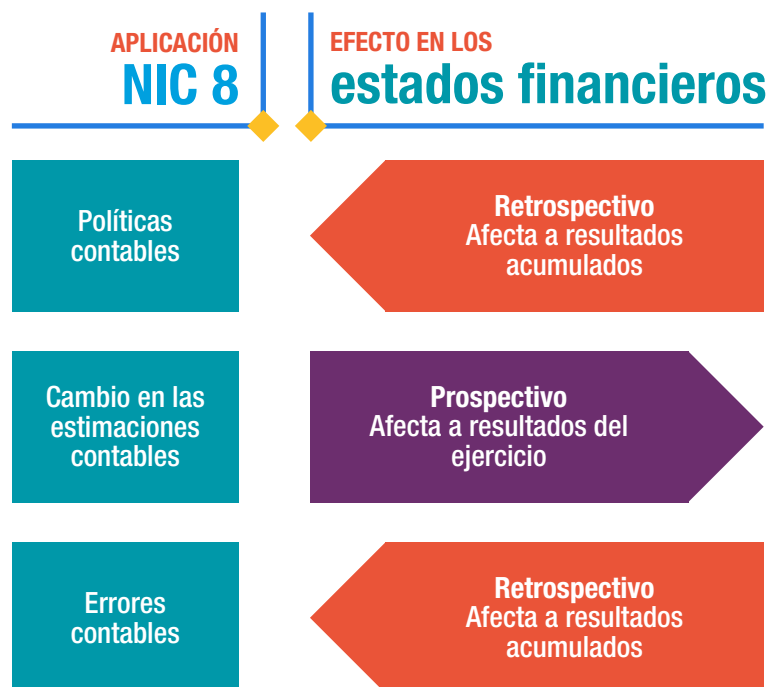 APLICACIÓN
NIC 8
EFECTO EN LOS
estados financieros
Políticas
contables
Retrospectivo
Afecta a resultados
acumulados
Cambio en las
estimaciones
contables
Prospectivo
Afecta a resultados del
ejercicio
Errores
contables
Retrospectivo
Afecta a resultados
acumulados